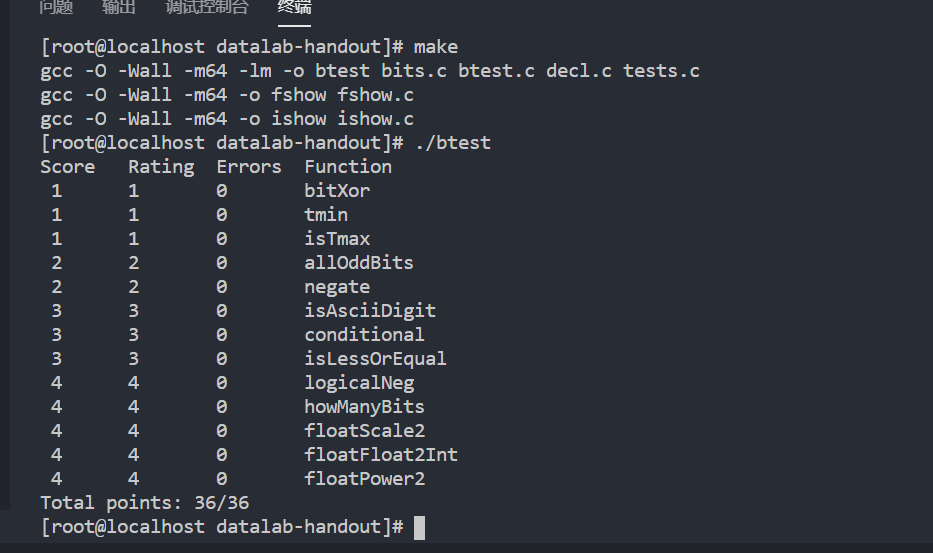 问题 输出 调试控制台 终端
[root@localhost datalab-handout]# make
gcc -O -Wall -m64 -lm -o btest bits.c btest.c decl.c tests.c
gcc -O -Wall -m64 -o fshow fshow.c
gcc -O -Wall -m64 -o ishow ishow.c
[root@localhost datalab-handout]# ./btest
Score Rating Errors Function
1 1 0 bitXor
1 1 0 tmin
1 1 0 isTmax
2 2 0 allOddBits
2 2 0 negate
3 3 0 isAsciiDigit
3 3 0 conditional
3 3 0 isLessOrEqual
4 4 0 logicalNeg
4 4 0 howManyBits
4 4 0 floatScale2
4 4 0 floatFloat2Int
4 4 0 floatPower2
Total points: 36/36
[root@localhost datalab-handout]#